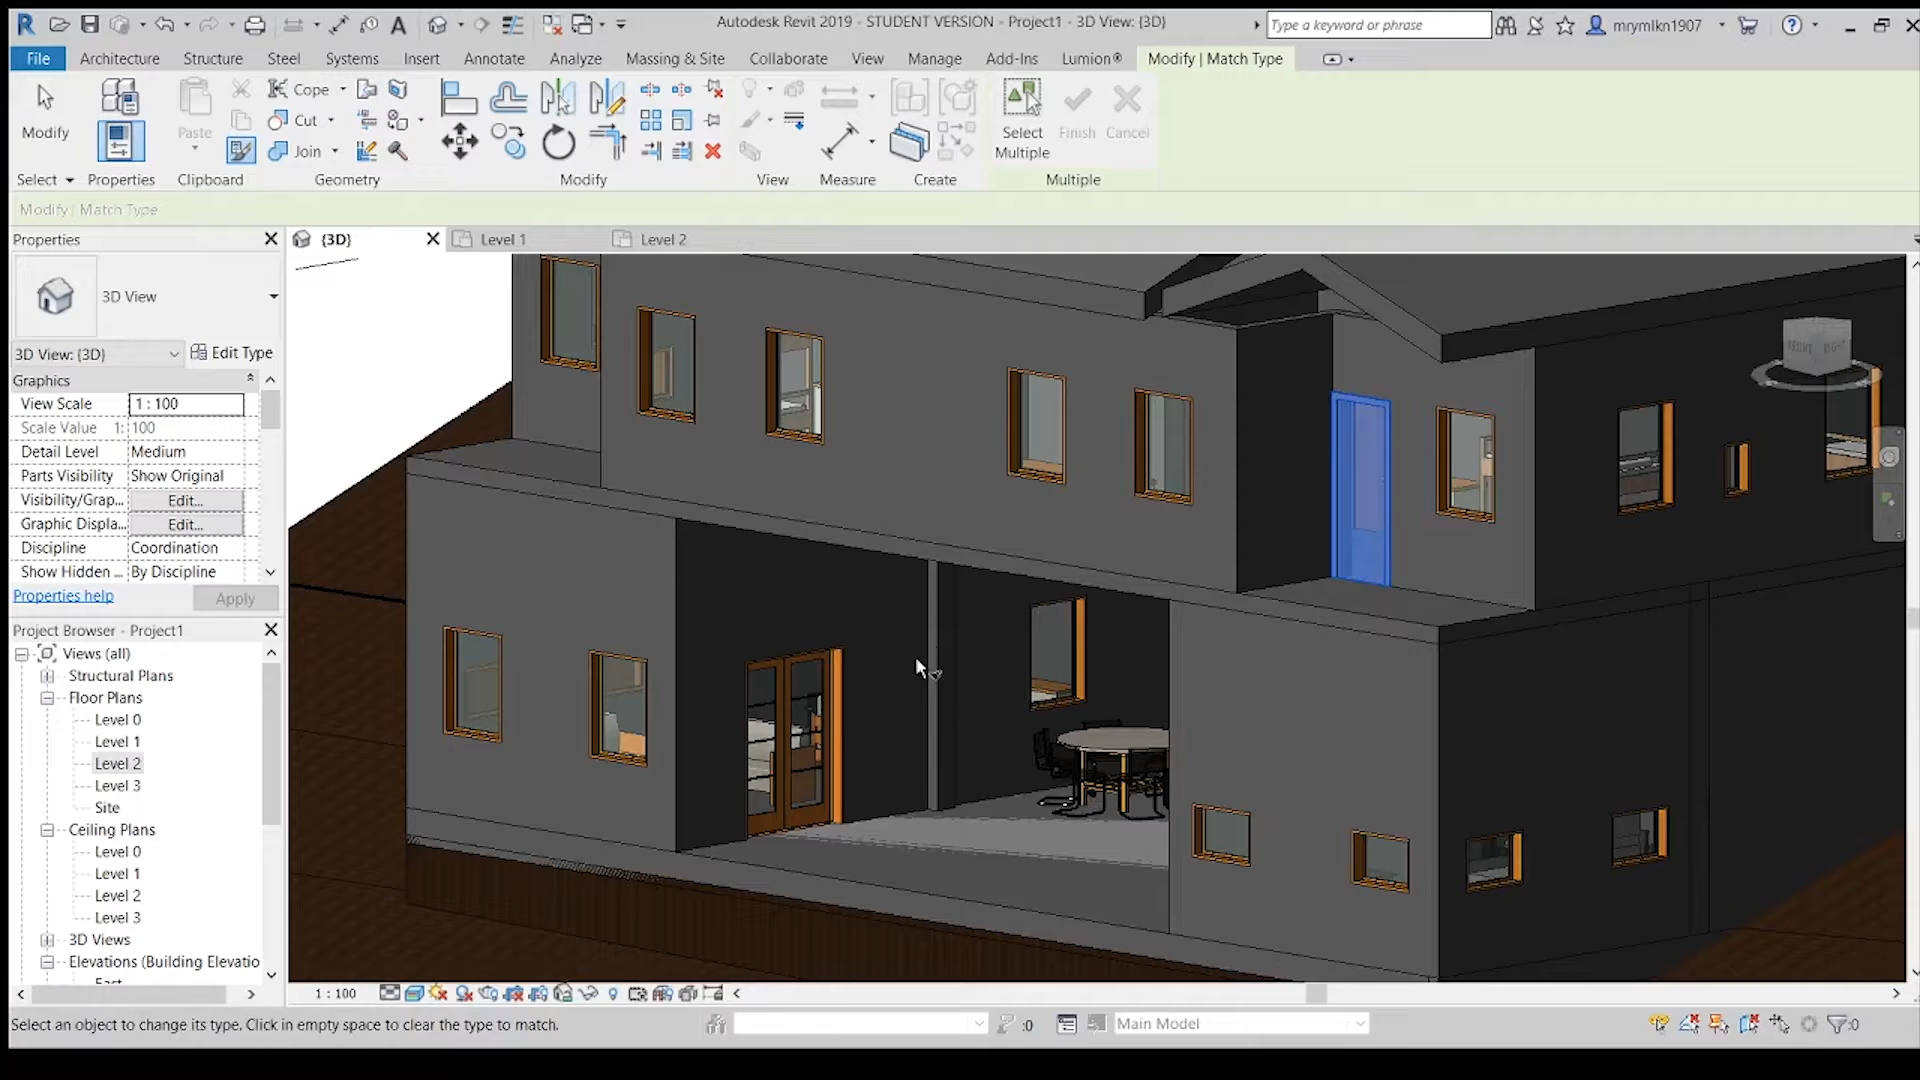 Autodesk Revit 2019 - STUDENT VERSION - Project1 - 3D View: {3D}
Type a keyword or phrase
mrymlkn1907
File Architecture Structure Steel Systems Insert Annotate Analyze Massing & Site Collaborate View Manage Add-Ins Lumion® Modify | Match Type
Cope
Cut
Join
Modify
Paste
Select Multiple
Finish
Cancel
Select Properties Clipboard Geometry Modify View Measure Create Multiple
Modify | Match Type
Properties
{3D}
Level 1
Level 2
3D View
3D View: {3D}
Edit Type
Graphics
View Scale 1 : 100
Scale Value 1: 100
Detail Level Medium
Parts Visibility Show Original
Visibility/Grap... Edit...
Graphic Displa... Edit...
Discipline Coordination
Show Hidden ... By Discipline
Properties help
Apply
Project Browser - Project1
Views (all)
Structural Plans
Floor Plans
Level 0
Level 1
Level 2
Level 3
Site
Ceiling Plans
Level 0
Level 1
Level 2
Level 3
3D Views
Elevations (Building Elevatio
East
FRONT RIGHT
1 : 100
Select an object to change its type. Click in empty space to clear the type to match.
:0
Main Model
:0